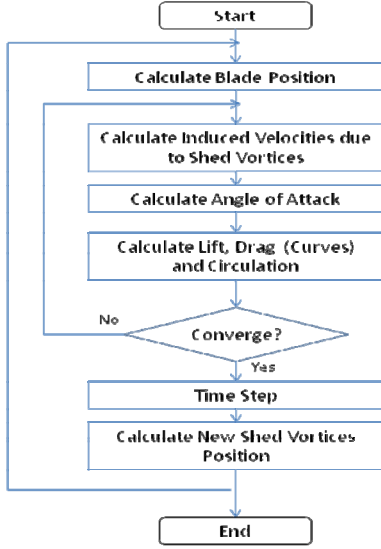 Start
Calculate Blade Position
Calculate Induced Velocities due
to Shed Vortices
Calculate Angle of Attack
Calculate Lift, Drag (Curves)
and Circulation
No
Converge?
Yes
Time Step
Calculate New Shed Vortices
Position
End